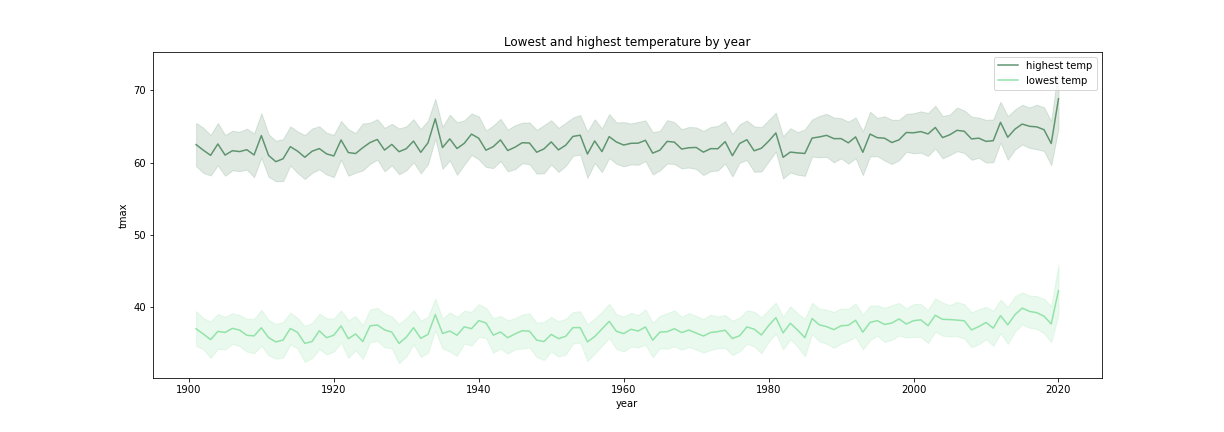 Lowest and highest temperature by year
highest temp
lowest temp
70
60
50
40
tmax
1900 1920 1940 1960 1980 2000 2020
year